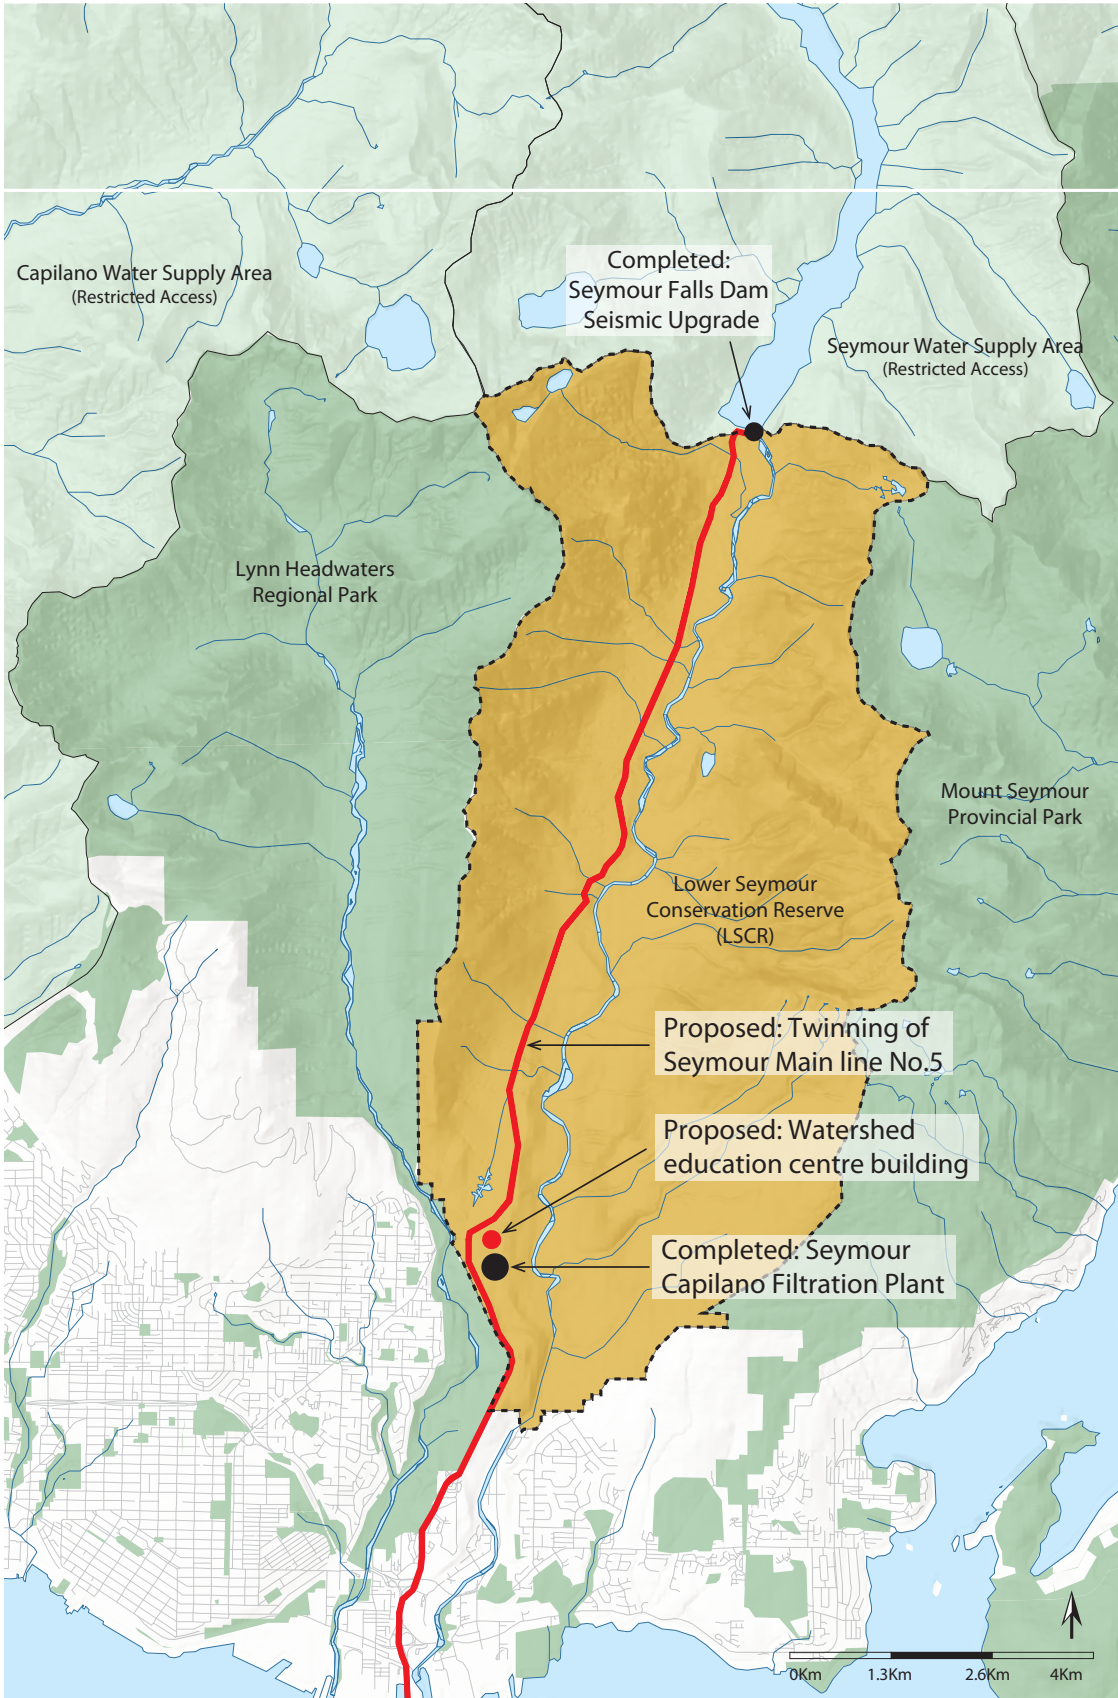 Completed:
Seymour Falls Dam
Seismic Upgrade
Capilano Water Supply Area
(Restricted Access)
Seymour Water Supply Area
(Restricted Access)
Lynn Headwaters
Regional Park
Mount Seymour
Provincial Park
Lower Seymour
Conservation Reserve
(LSCR)
Proposed: Twinning of
Seymour Main line No.5
Proposed: Watershed
education centre building
Completed: Seymour
Capilano Filtration Plant
0Km 1.3Km 2.6Km 4Km